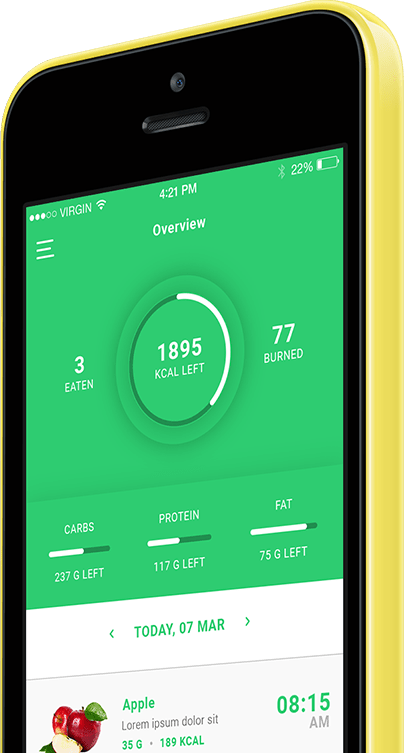 VIRGIN
4:21 PM
22%
Overview
3
EATEN
1895
KCAL LEFT
77
BURNED
CARBS
237 G LEFT
PROTEIN
117 G LEFT
FAT
75 G LEFT
TODAY, 07 MAR
Apple
Lorem ipsum dolor sit
35 G • 189 KCAL
08:15
AM